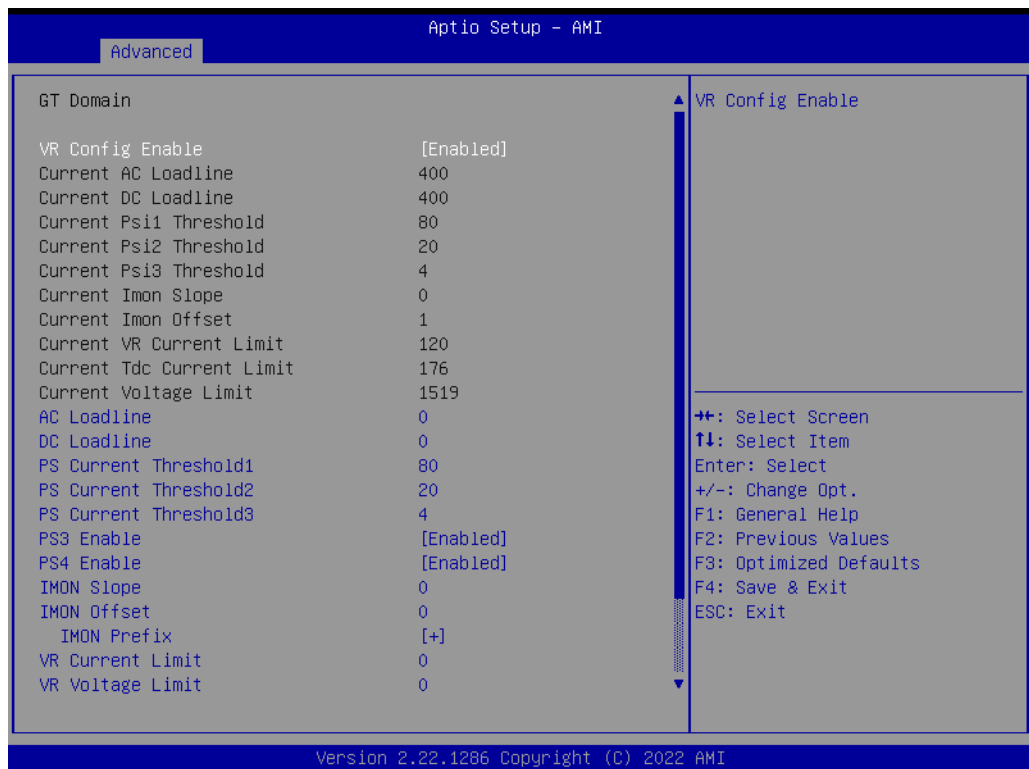 Aptio Setup – AMI
Advanced
GT Domain
VR Config Enable [Enabled]
Current AC Loadline 400
Current DC Loadline 400
Current Psi1 Threshold 80
Current Psi2 Threshold 20
Current Psi3 Threshold 4
Current Imon Slope 0
Current Imon Offset 1
Current VR Current Limit 120
Current Tdc Current Limit 176
Current Voltage Limit 1519
AC Loadline 0
DC Loadline 0
PS Current Threshold1 80
PS Current Threshold2 20
PS Current Threshold3 4
PS3 Enable [Enabled]
PS4 Enable [Enabled]
IMON Slope 0
IMON Offset 0
IMON Prefix [+]
VR Current Limit 0
VR Voltage Limit 0
VR Config Enable
→←: Select Screen
↑↓: Select Item
Enter: Select
+/-: Change Opt.
F1: General Help
F2: Previous Values
F3: Optimized Defaults
F4: Save & Exit
ESC: Exit
Version 2.22.1286 Copyright (C) 2022 AMI